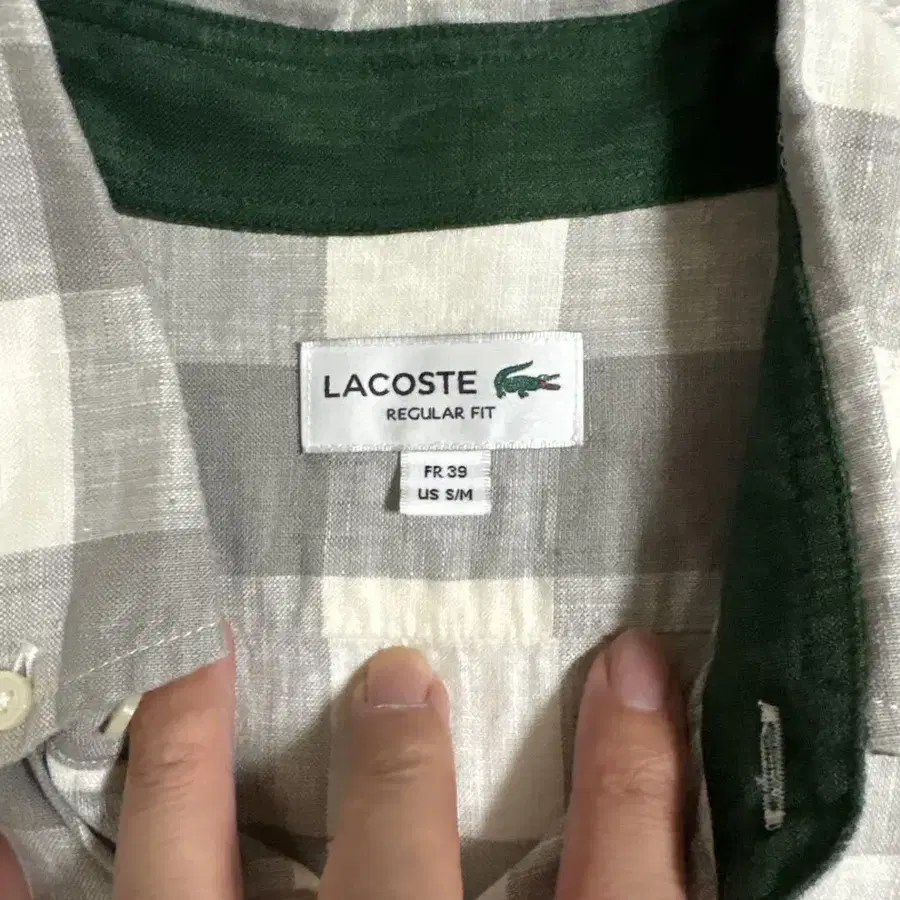 LACOSTE
REGULAR FIT
FR 39
US S/M